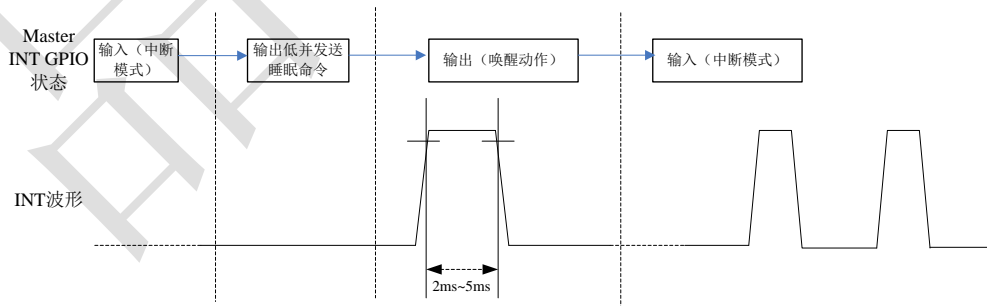 Master
INT GPIO
状态
输入（中断
模式）
输出低并发送
睡眠命令
输出（唤醒动作）
输入（中断模式）
INT波形
2ms~5ms